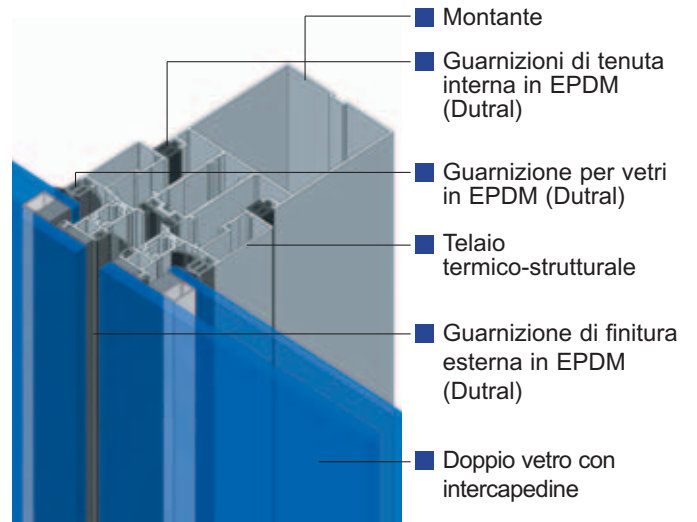 Montante
Guarnizioni di tenuta
interna in EPDM
(Dutral)
Guarnizione per vetri
in EPDM (Dutral)
Telaio
termico-strutturale
Guarnizione di finitura
esterna in EPDM
(Dutral)
Doppio vetro con
intercapedine